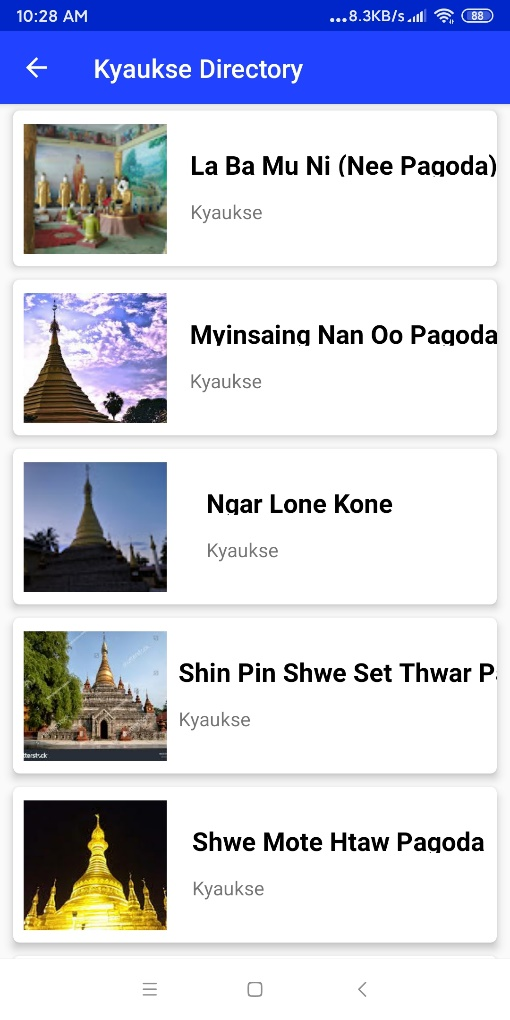 10:28 AM
...8.3KB/s
88
Kyaukse Directory
La Ba Mu Ni (Nee Pagoda)
Kyaukse
Myinsaing Nan Oo Pagoda
Kyaukse
Ngar Lone Kone
Kyaukse
Shin Pin Shwe Set Thwar P
Kyaukse
Shwe Mote Htaw Pagoda
Kyaukse